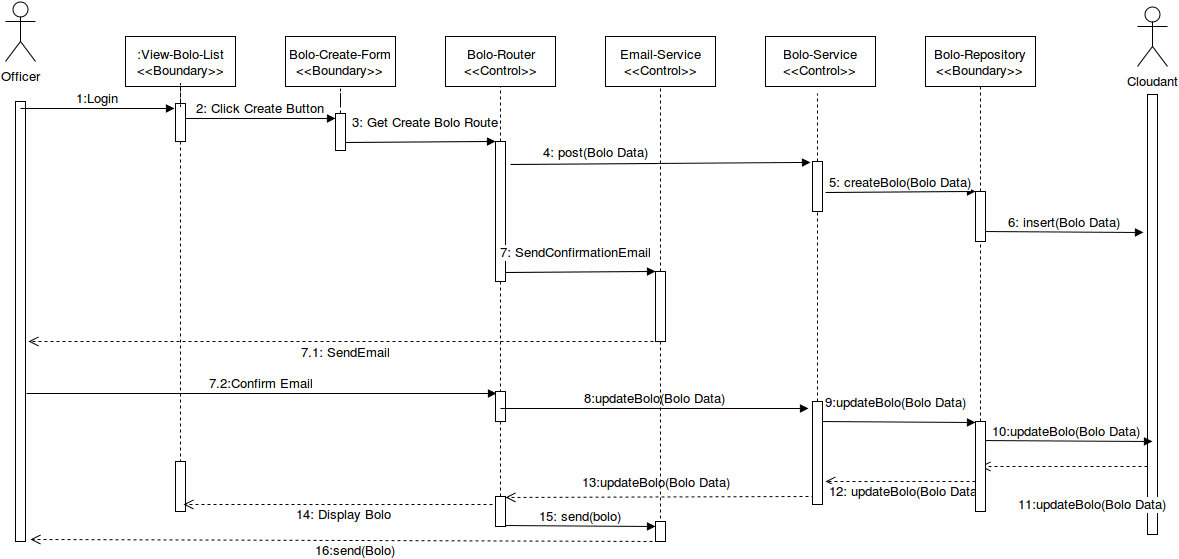 Officer
:View-Bolo-List
<<Boundary>>
Bolo-Create-Form
<<Boundary>>
Bolo-Router
<<Control>>
Email-Service
<<Control>>
Bolo-Service
<<Control>>
Bolo-Repository
<<Boundary>>
Cloudant
1:Login
2: Click Create Button
3: Get Create Bolo Route
4: post(Bolo Data)
5: createBolo(Bolo Data)
6: insert(Bolo Data)
7: SendConfirmationEmail
7.1: SendEmail
7.2:Confirm Email
8:updateBolo(Bolo Data)
9:updateBolo(Bolo Data)
10:updateBolo(Bolo Data)
11:updateBolo(Bolo Data)
12: updateBolo(Bolo Data
13:updateBolo(Bolo Data)
14: Display Bolo
15: send(bolo)
16:send(Bolo)